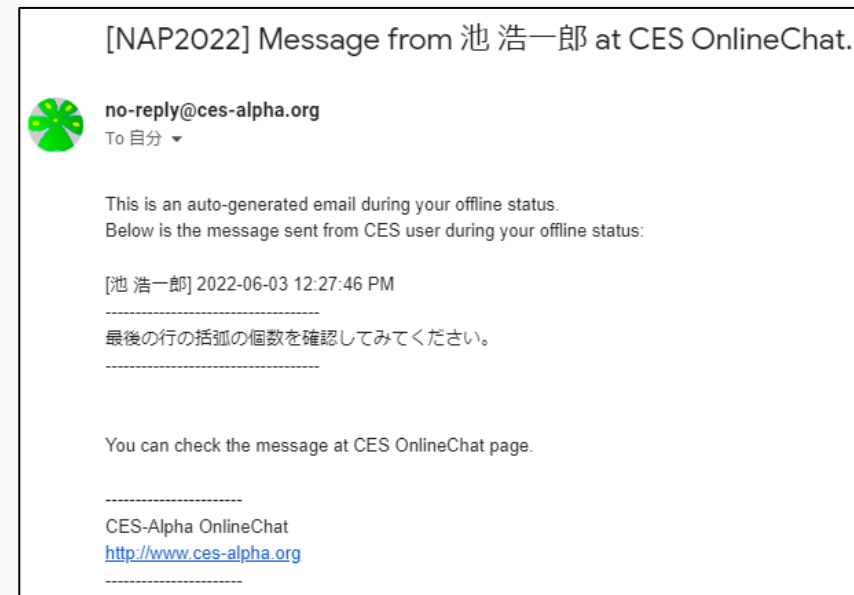 [NAP2022] Message from 池 浩一郎 at CES OnlineChat.
no-reply@ces-alpha.org
To 自分
This is an auto-generated email during your offline status.
Below is the message sent from CES user during your offline status:
[池 浩一郎] 2022-06-03 12:27:46 PM
------------------------------------
最後の行の括弧の個数を確認してみてください。
------------------------------------
You can check the message at CES OnlineChat page.
-----------------------
CES-Alpha OnlineChat
http://www.ces-alpha.org
-----------------------